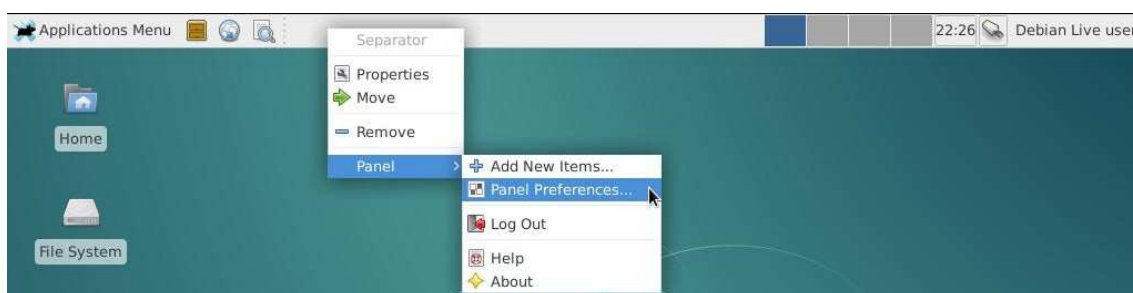 Applications Menu
22:26
Debian Live user
Separator
Properties
Move
Remove
Panel
Add New Items...
Panel Preferences...
Log Out
Help
About
Home
File System